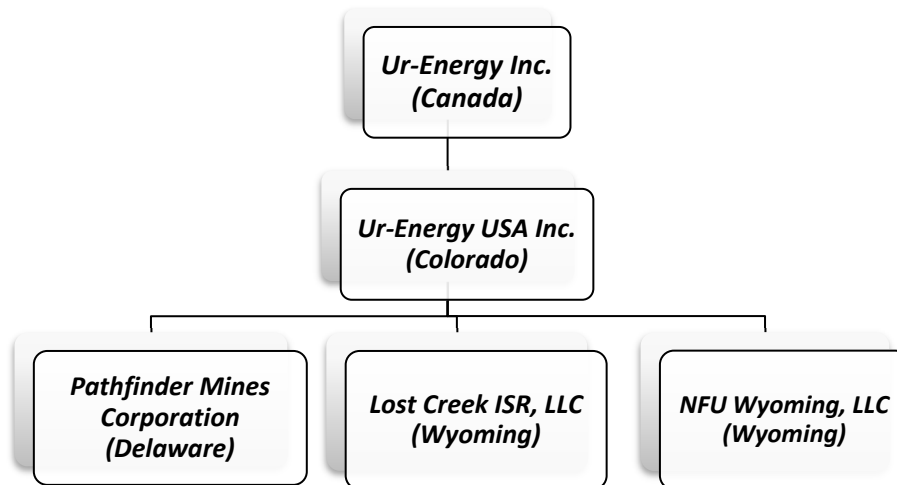 Ur-Energy Inc.
(Canada)
Ur-Energy USA Inc.
(Colorado)
Pathfinder Mines
Corporation
(Delaware)
Lost Creek ISR, LLC
(Wyoming)
NFU Wyoming, LLC
(Wyoming)